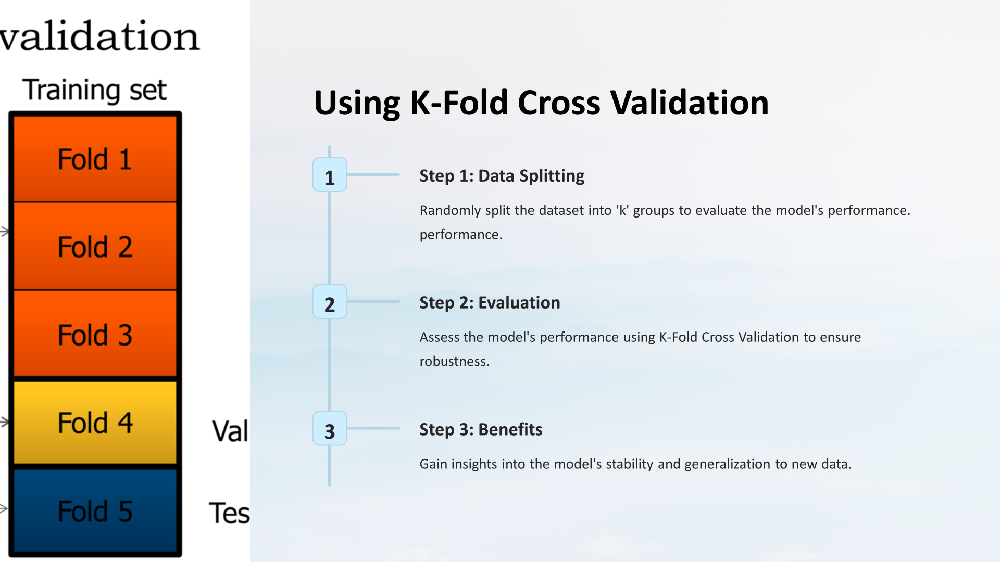 validation
Training set
Fold 1
Fold 2
Fold 3
Fold 4
Val
Fold 5
Tes
Using K-Fold Cross Validation
1
Step 1: Data Splitting
Randomly split the dataset into 'k' groups to evaluate the model's performance.
performance.
2
Step 2: Evaluation
Assess the model's performance using K-Fold Cross Validation to ensure
robustness.
3
Step 3: Benefits
Gain insights into the model's stability and generalization to new data.